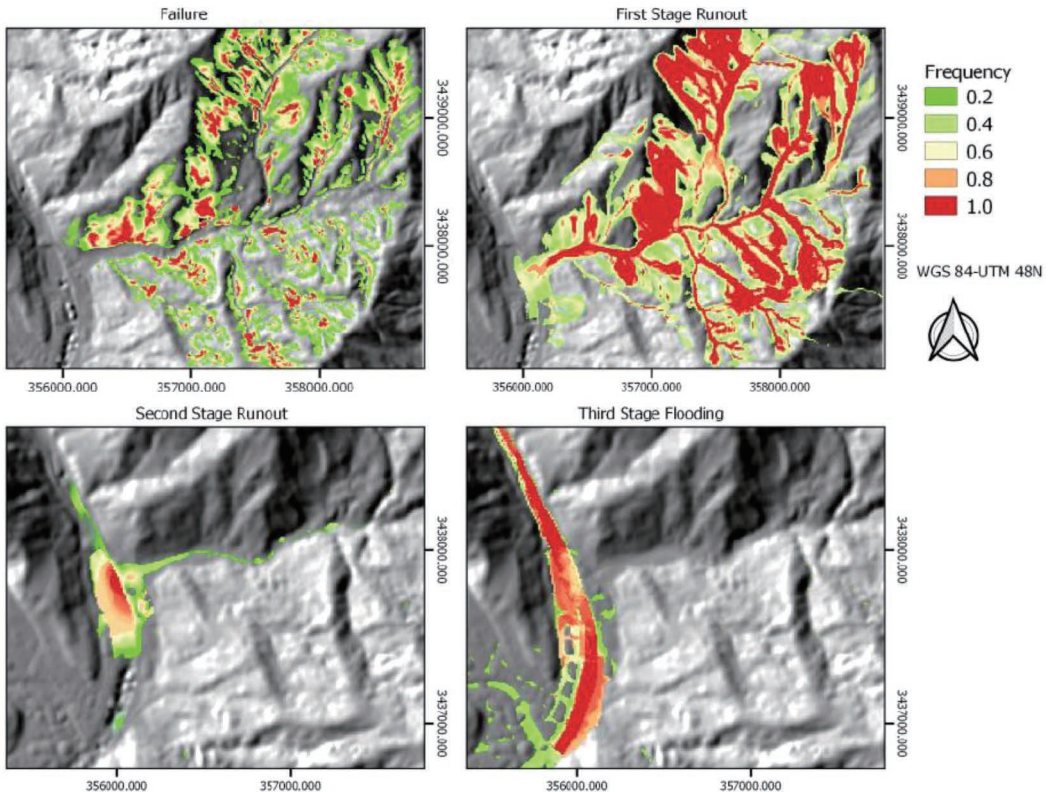 Failure
First Stage Runout
3439000.000
3438000.000
3439000.000
3438000.000
Frequency
0.2
0.4
0.6
0.8
1.0
WGS 84-UTM 48N
356000.000 357000.000 358000.000
356000.000 357000.000 358000.000
Second Stage Runout
Third Stage Flooding
3438000.000
3437000.000
3438000.000
3437000.000
356000.000 357000.000
356000.000 357000.000